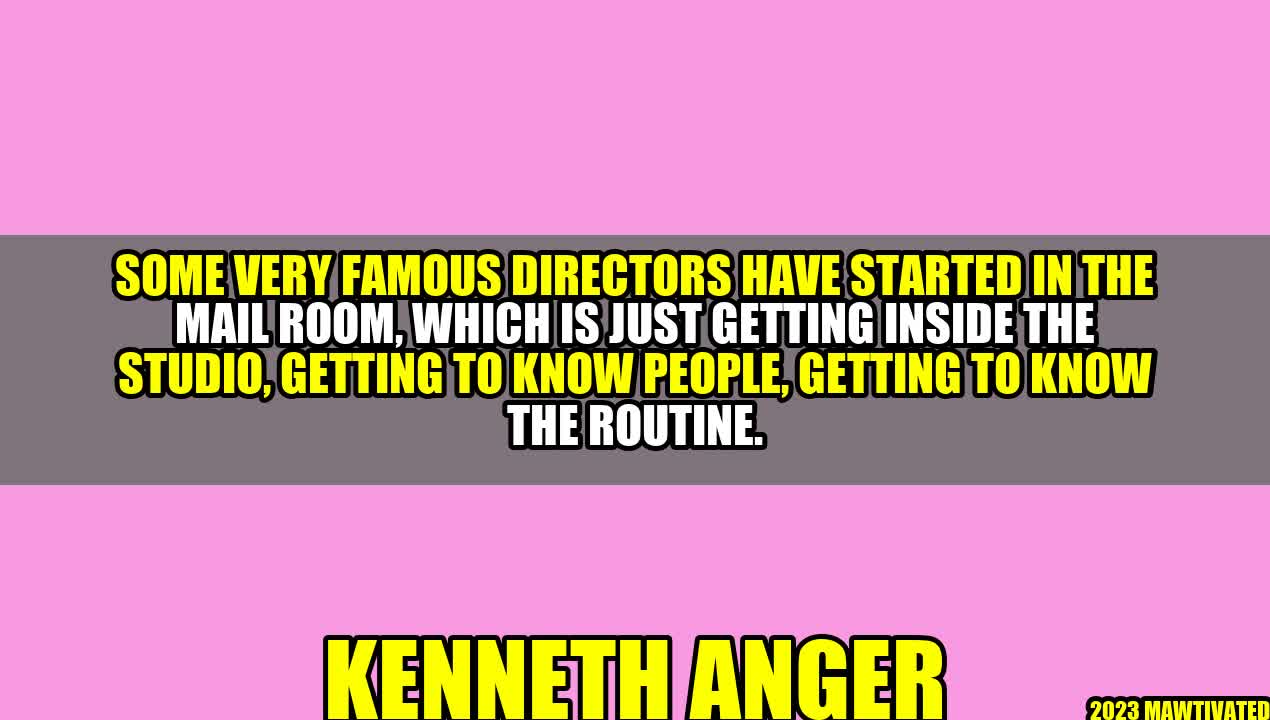 SOME VERY FAMOUS DIRECTORS HAVE STARTED IN THE
MAIL ROOM, WHICH IS JUST GETTING INSIDE THE
STUDIO, GETTING TO KNOW PEOPLE, GETTING TO KNOW
THE ROUTINE.
KENNETH ANGER
2023 MAWTIVATED